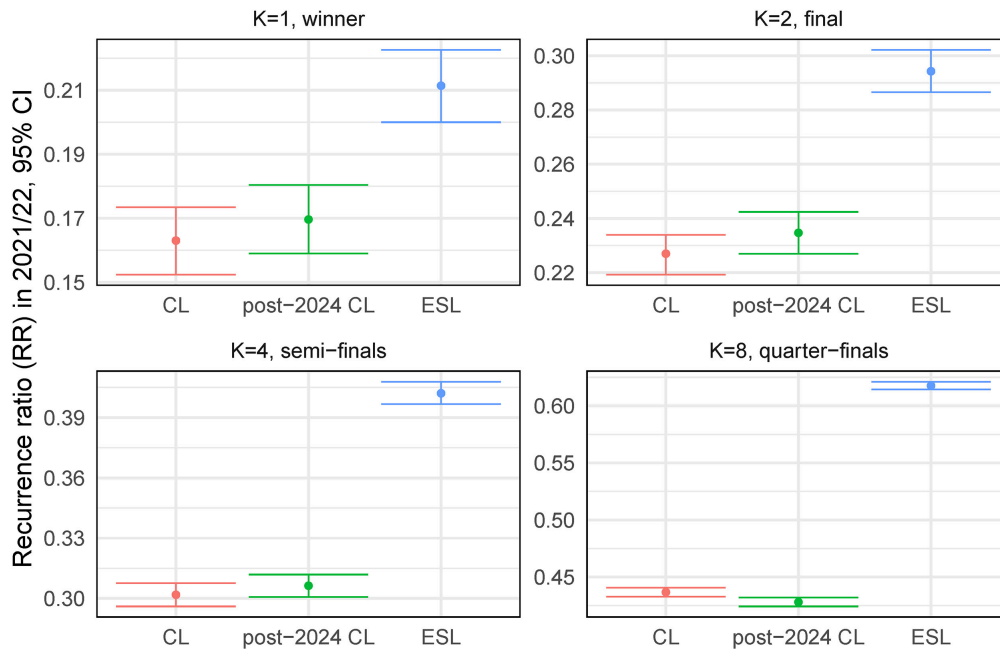 K=1, winner
K=2, final
Recurrence ratio (RR) in 2021/22, 95% CI
0.21
0.19
0.17
0.15
CL
post−2024 CL
ESL
0.30
0.28
0.26
0.24
0.22
CL
post−2024 CL
ESL
K=4, semi−finals
K=8, quarter−finals
0.39
0.36
0.33
0.30
CL
post−2024 CL
ESL
0.60
0.55
0.50
0.45
CL
post−2024 CL
ESL